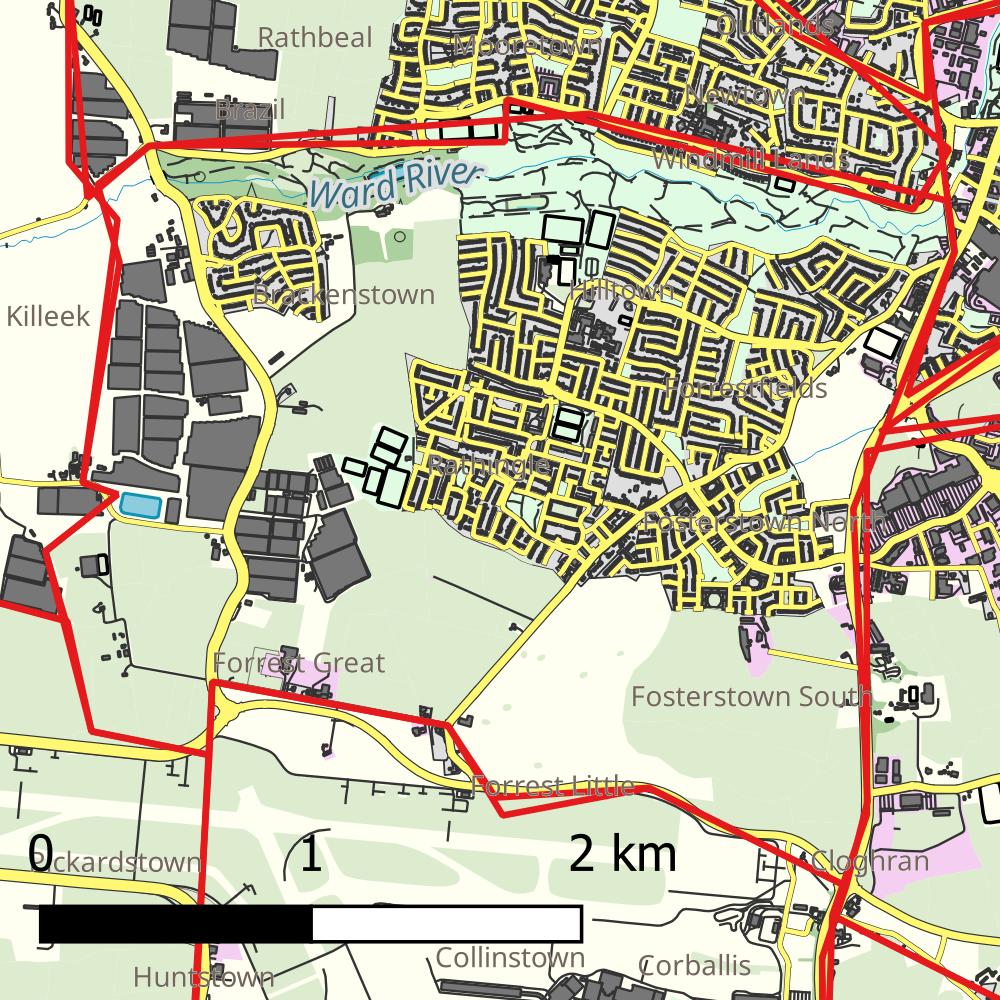 Outlands
Rathbeal
Mooretown
Newtown
Brazil
Windmill Lands
Ward River
Brackenstown
Hilltown
Killeek
Forrestfields
Rathingle
Fosterstown North
Forrest Great
Fosterstown South
Forrest Little
0 1 2 km
Pickardstown
Cloghran
Collinstown
Corballis
Huntstown